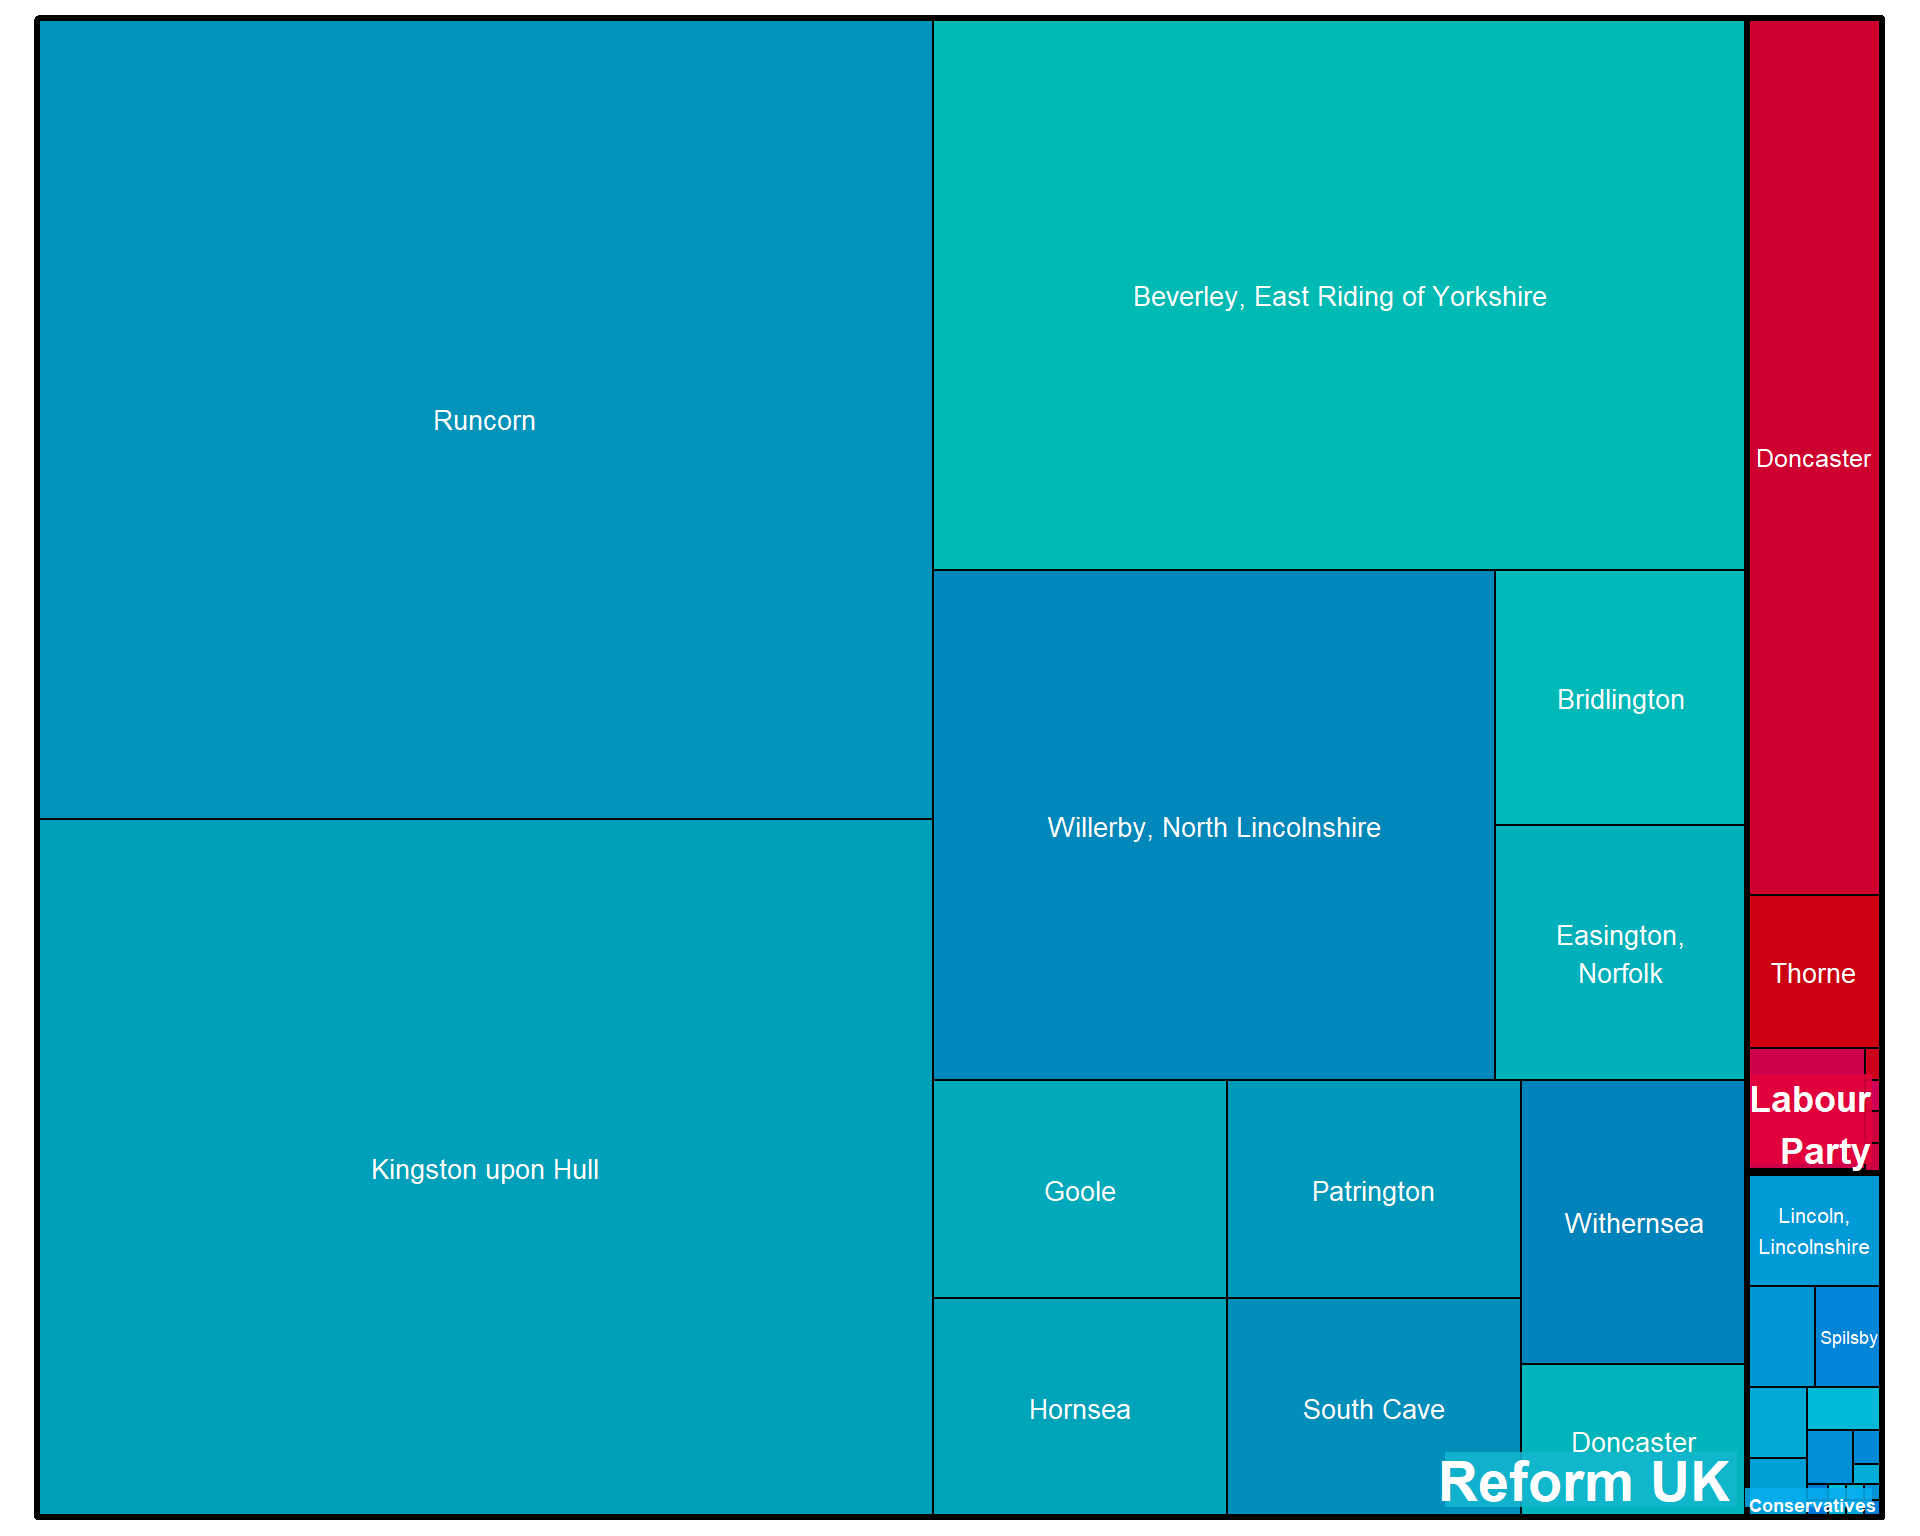 Runcorn
Kingston upon Hull
Beverley, East Riding of Yorkshire
Willerby, North Lincolnshire
Bridlington
Easington,
Norfolk
Goole
Patrington
Withernsea
Hornsea
South Cave
Doncaster
Reform UK
Doncaster
Thorne
Labour
Party
Lincoln,
Lincolnshire
Spilsby
Conservatives